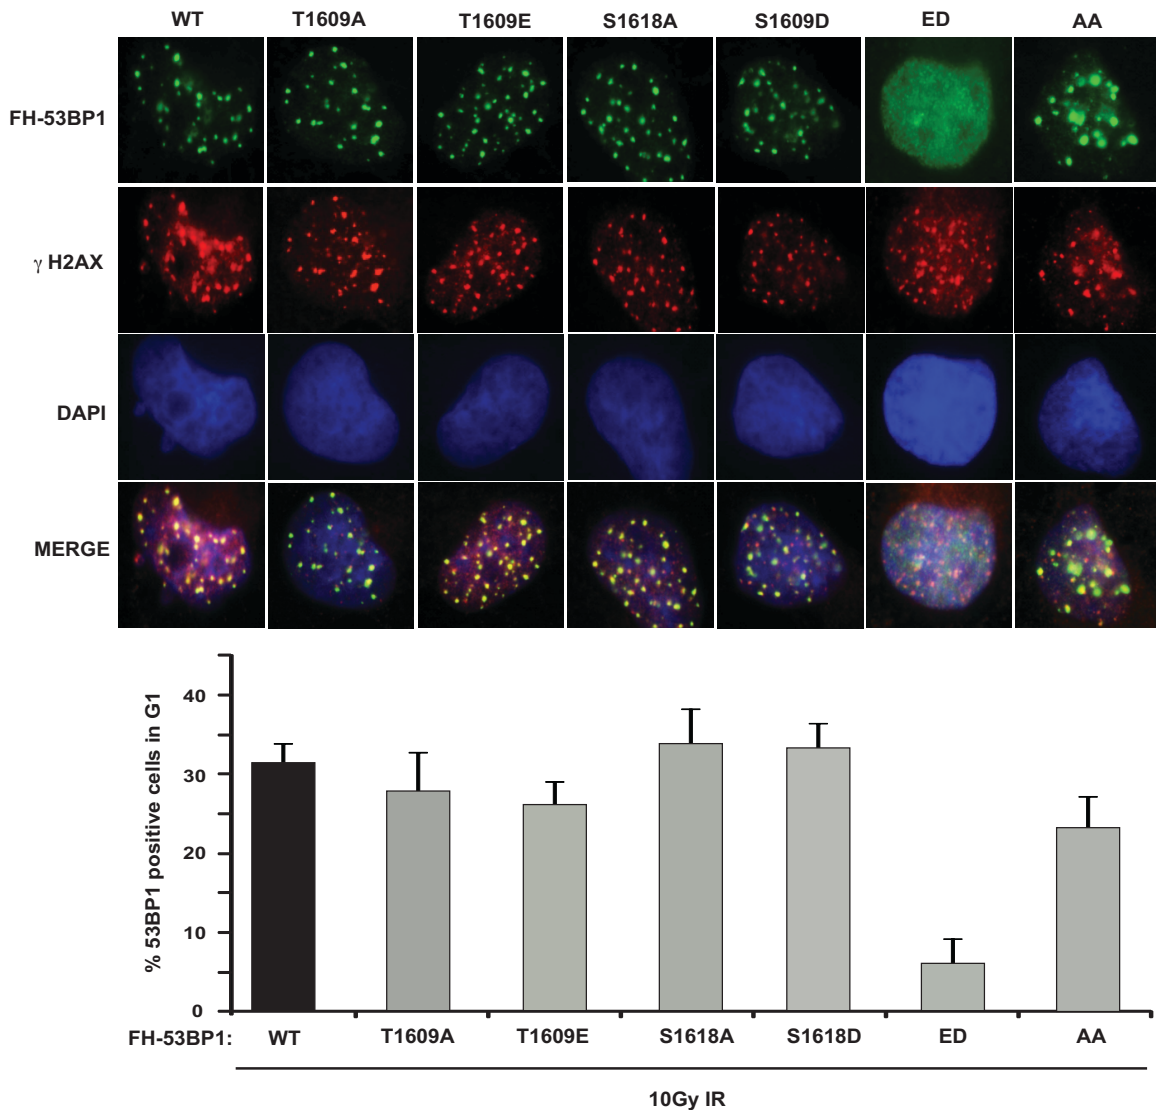 WT T1609A T1609E S1618A S1609D ED AA
FH-53BP1
γ H2AX
DAPI
MERGE
% 53BP1 positive cells in G1
40
30
20
10
0
FH-53BP1: WT T1609A T1609E S1618A S1618D ED AA
10Gy IR